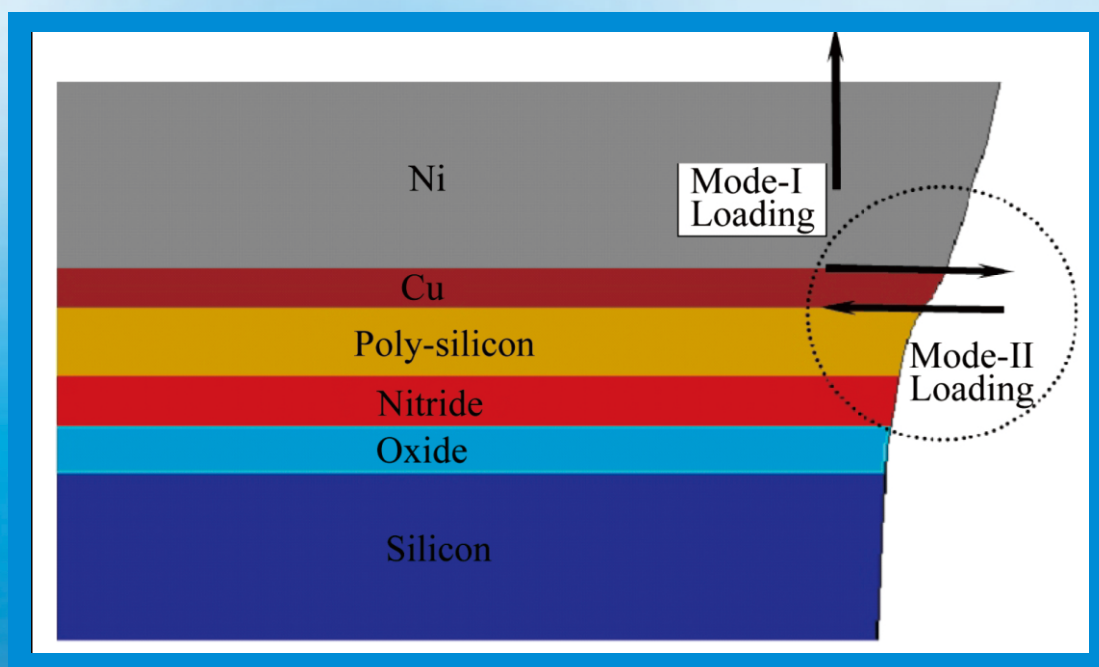 Ni
Mode-I
Loading
Cu
Poly-silicon
Mode-II
Loading
Nitride
Oxide
Silicon